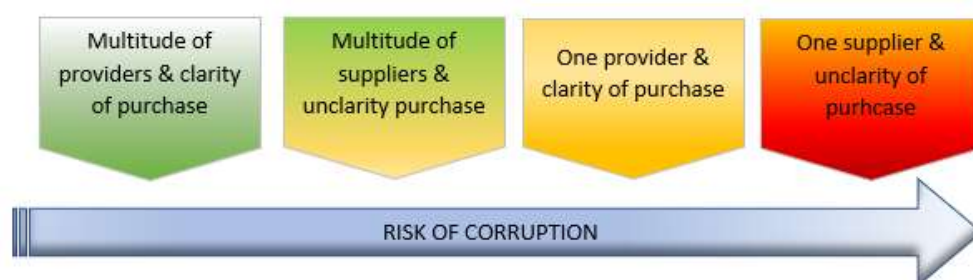 Multitude of
providers & clarity
of purchase
Multitude of
suppliers &
unclarity purchase
One provider &
clarity of purchase
One supplier &
unclarity of
purhcase
RISK OF CORRUPTION